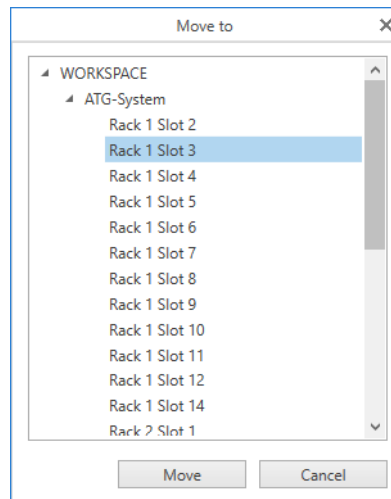 Move to
WORKSPACE
ATG-System
Rack 1 Slot 2
Rack 1 Slot 3
Rack 1 Slot 4
Rack 1 Slot 5
Rack 1 Slot 6
Rack 1 Slot 7
Rack 1 Slot 8
Rack 1 Slot 9
Rack 1 Slot 10
Rack 1 Slot 11
Rack 1 Slot 12
Rack 1 Slot 14
Rack 2 Slot 1
Move
Cancel